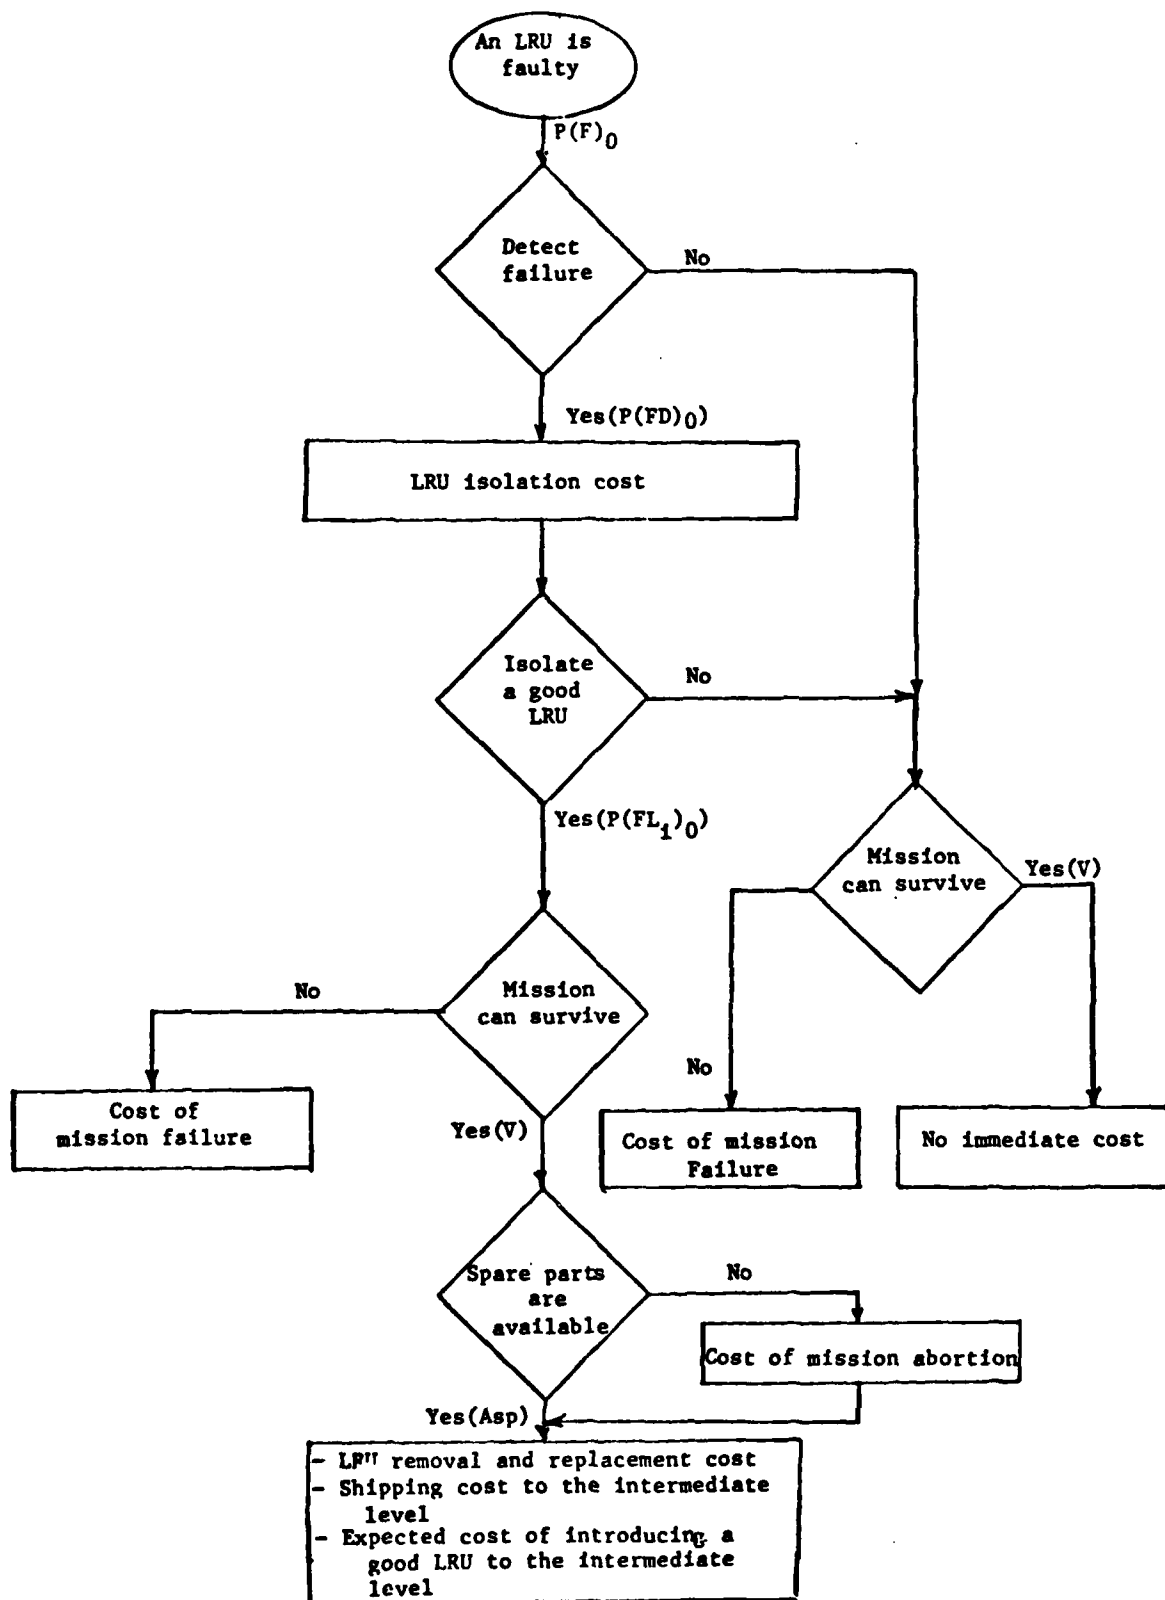 An LRU is
faulty
P(F)0
Detect
failure
No
Yes(P(FD)0)
LRU isolation cost
Isolate
a good
LRU
No
Yes(P(FLi)0)
Mission
can survive
Yes(V)
No
Mission
can survive
No
Cost of
mission failure
Yes(V)
Cost of mission
Failure
No immediate cost
Spare parts
are
available
No
Cost of mission abortion
Yes(Asp)
- removal and replacement cost
- Shipping cost to the intermediate
level
- Expected cost of introducing a
good LRU to the intermediate
level